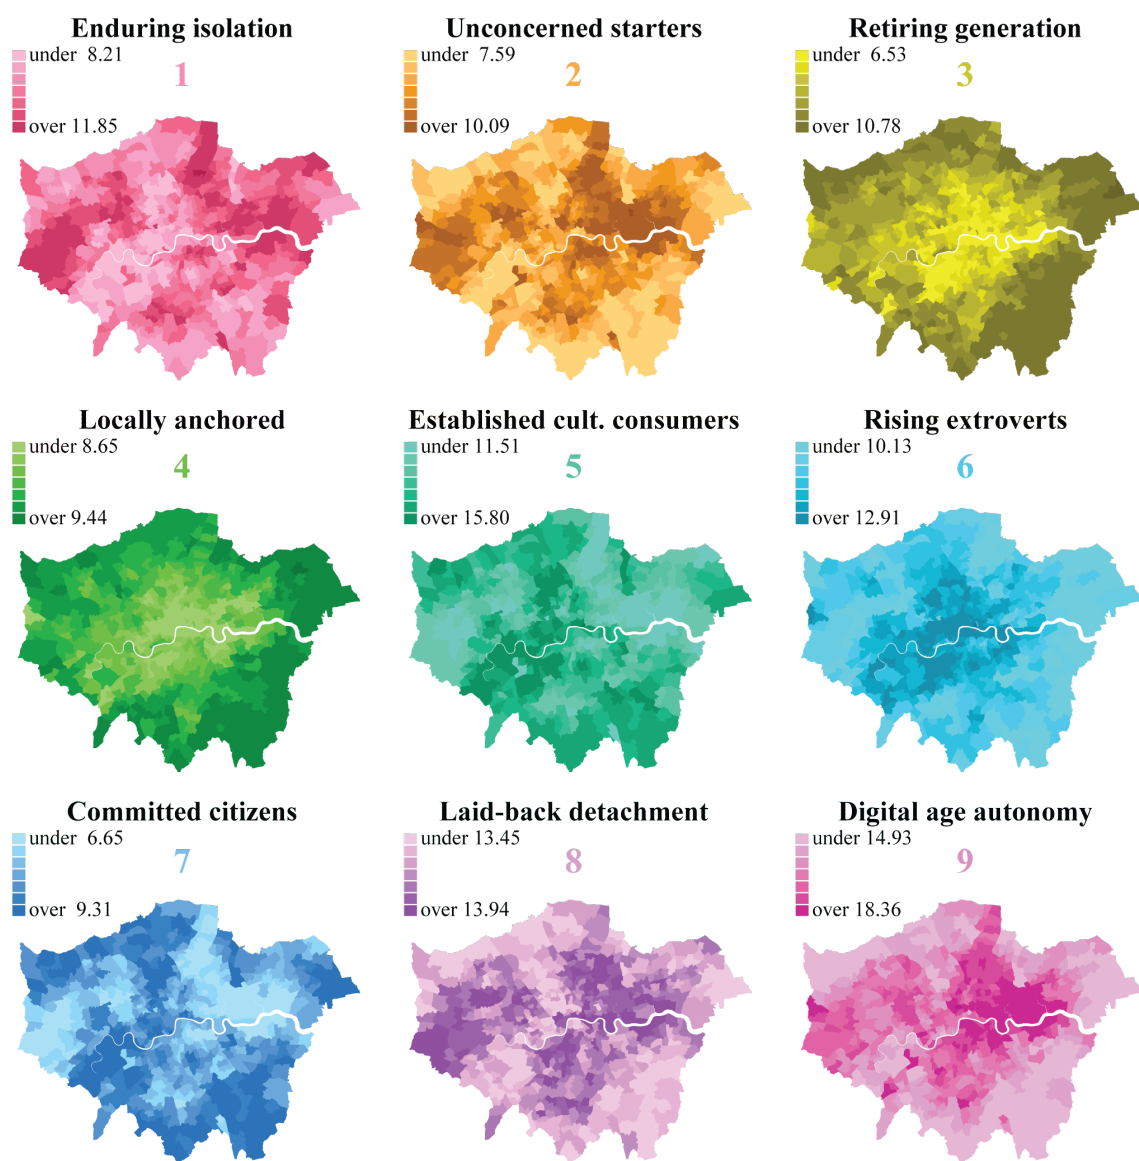 Enduring isolation
under 8.21
1
over 11.85
Unconcerned starters
under 7.59
2
over 10.09
Retiring generation
under 6.53
3
over 10.78
Locally anchored
under 8.65
4
over 9.44
Established cult. consumers
under 11.51
5
over 15.80
Rising extroverts
under 10.13
6
over 12.91
Committed citizens
under 6.65
7
over 9.31
Laid-back detachment
under 13.45
8
over 13.94
Digital age autonomy
under 14.93
9
over 18.36